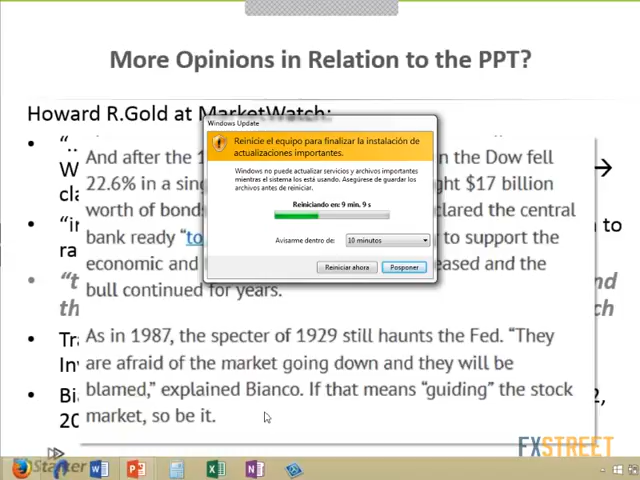 More Opinions in Relation to the PPT?
Howard R.Gold at MarketWatch:
Windows Update
Reinicie el equipo para finalizar la instalación de
actualizaciones importantes.
Windows no puede actualizar servicios y archivos importantes
mientras el sistema los está usando. Asegúrese de guardar los
archivos antes de reiniciar.
Reiniciando en: 9 min, 9 s
Avisarme dentro de: 10 minutos
Reiniciar ahora Posponer
And after the 1 n the Dow fell
22.6% in a sing ght $17 billion
worth of bonds clared the central
bank ready “to to support the
economic and eased and the
bull continued for years.
As in 1987, the specter of 1929 still haunts the Fed. “They
are afraid of the market going down and they will be
blamed,” explained Bianco. If that means “guiding” the stock
market, so be it.
FXSTREET